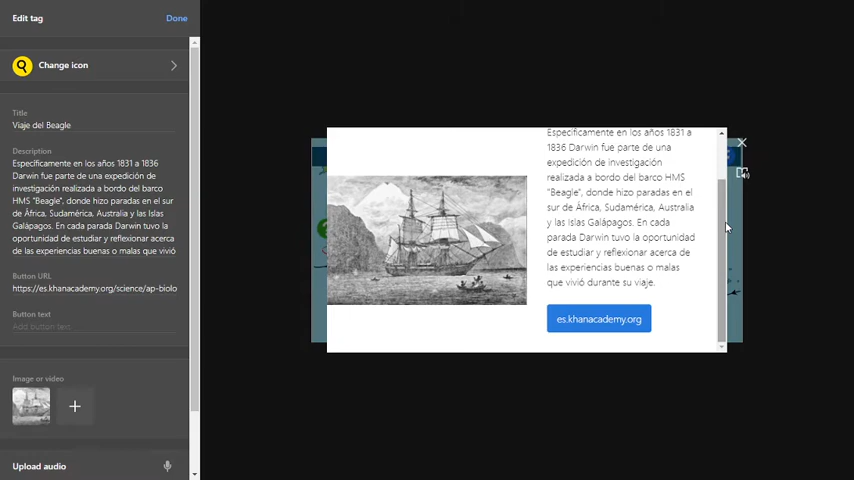 Edit tag
Done
Change icon
Title
Viaje del Beagle
Description
Específicamente en los años 1831 a 1836
Darwin fue parte de una expedición de
investigación realizada a bordo del barco
HMS "Beagle", donde hizo paradas en el sur
de África, Sudamérica, Australia y las Islas
Galápagos. En cada parada Darwin tuvo la
oportunidad de estudiar y reflexionar acerca
de las experiencias buenas o malas que vivió
Button URL
https://es.khanacademy.org/science/ap-biolo
Button text
Add button text
Image or video
Upload audio
Específicamente en los años 1831 a
1836 Darwin fue parte de una
expedición de investigación
realizada a bordo del barco HMS
"Beagle", donde hizo paradas en el
sur de África, Sudamérica, Australia
y las Islas Galápagos. En cada
parada Darwin tuvo la oportunidad
de estudiar y reflexionar acerca de
las experiencias buenas o malas
que vivió durante su viaje.
es.khanacademy.org